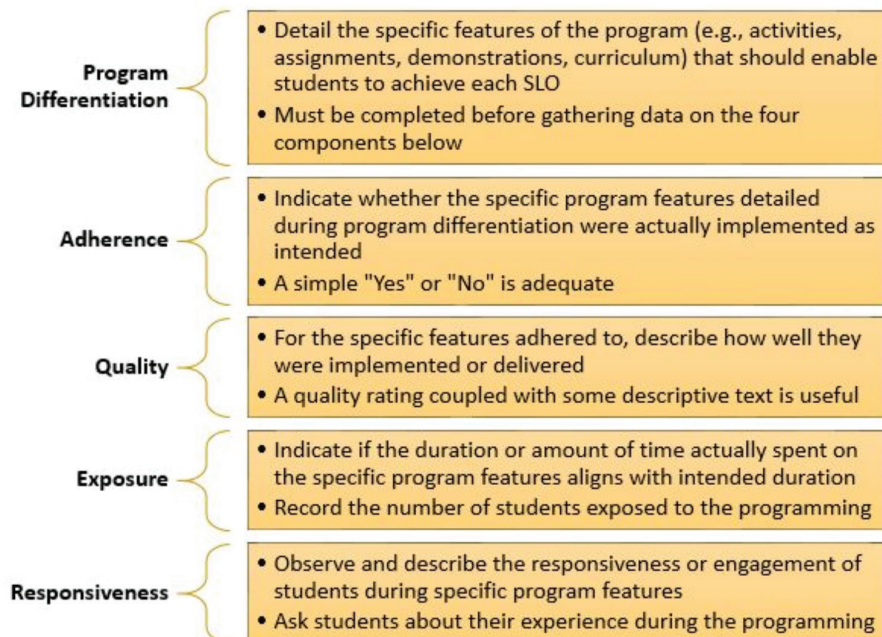 Program
Differentiation
• Detail the specific features of the program (e.g., activities,
assignments, demonstrations, curriculum) that should enable
students to achieve each SLO
• Must be completed before gathering data on the four
components below
Adherence
• Indicate whether the specific program features detailed
during program differentiation were actually implemented as
intended
• A simple "Yes" or "No" is adequate
Quality
• For the specific features adhered to, describe how well they
were implemented or delivered
• A quality rating coupled with some descriptive text is useful
Exposure
• Indicate if the duration or amount of time actually spent on
the specific program features aligns with intended duration
• Record the number of students exposed to the programming
Responsiveness
• Observe and describe the responsiveness or engagement of
students during specific program features
• Ask students about their experience during the programming